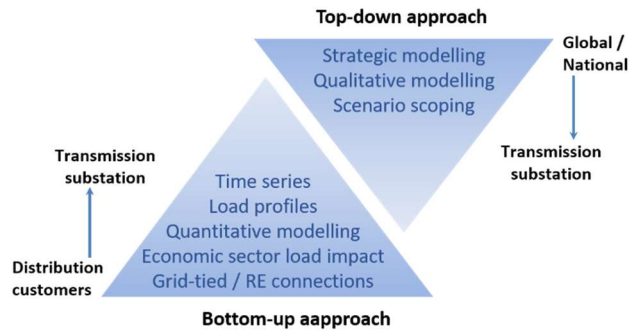 Top-down approach
Strategic modelling
Qualitative modelling
Scenario scoping
Global /
National
Transmission
substation
Transmission
substation
Distribution
customers
Time series
Load profiles
Quantitative modelling
Economic sector load impact
Grid-tied / RE connections
Bottom-up aapproach